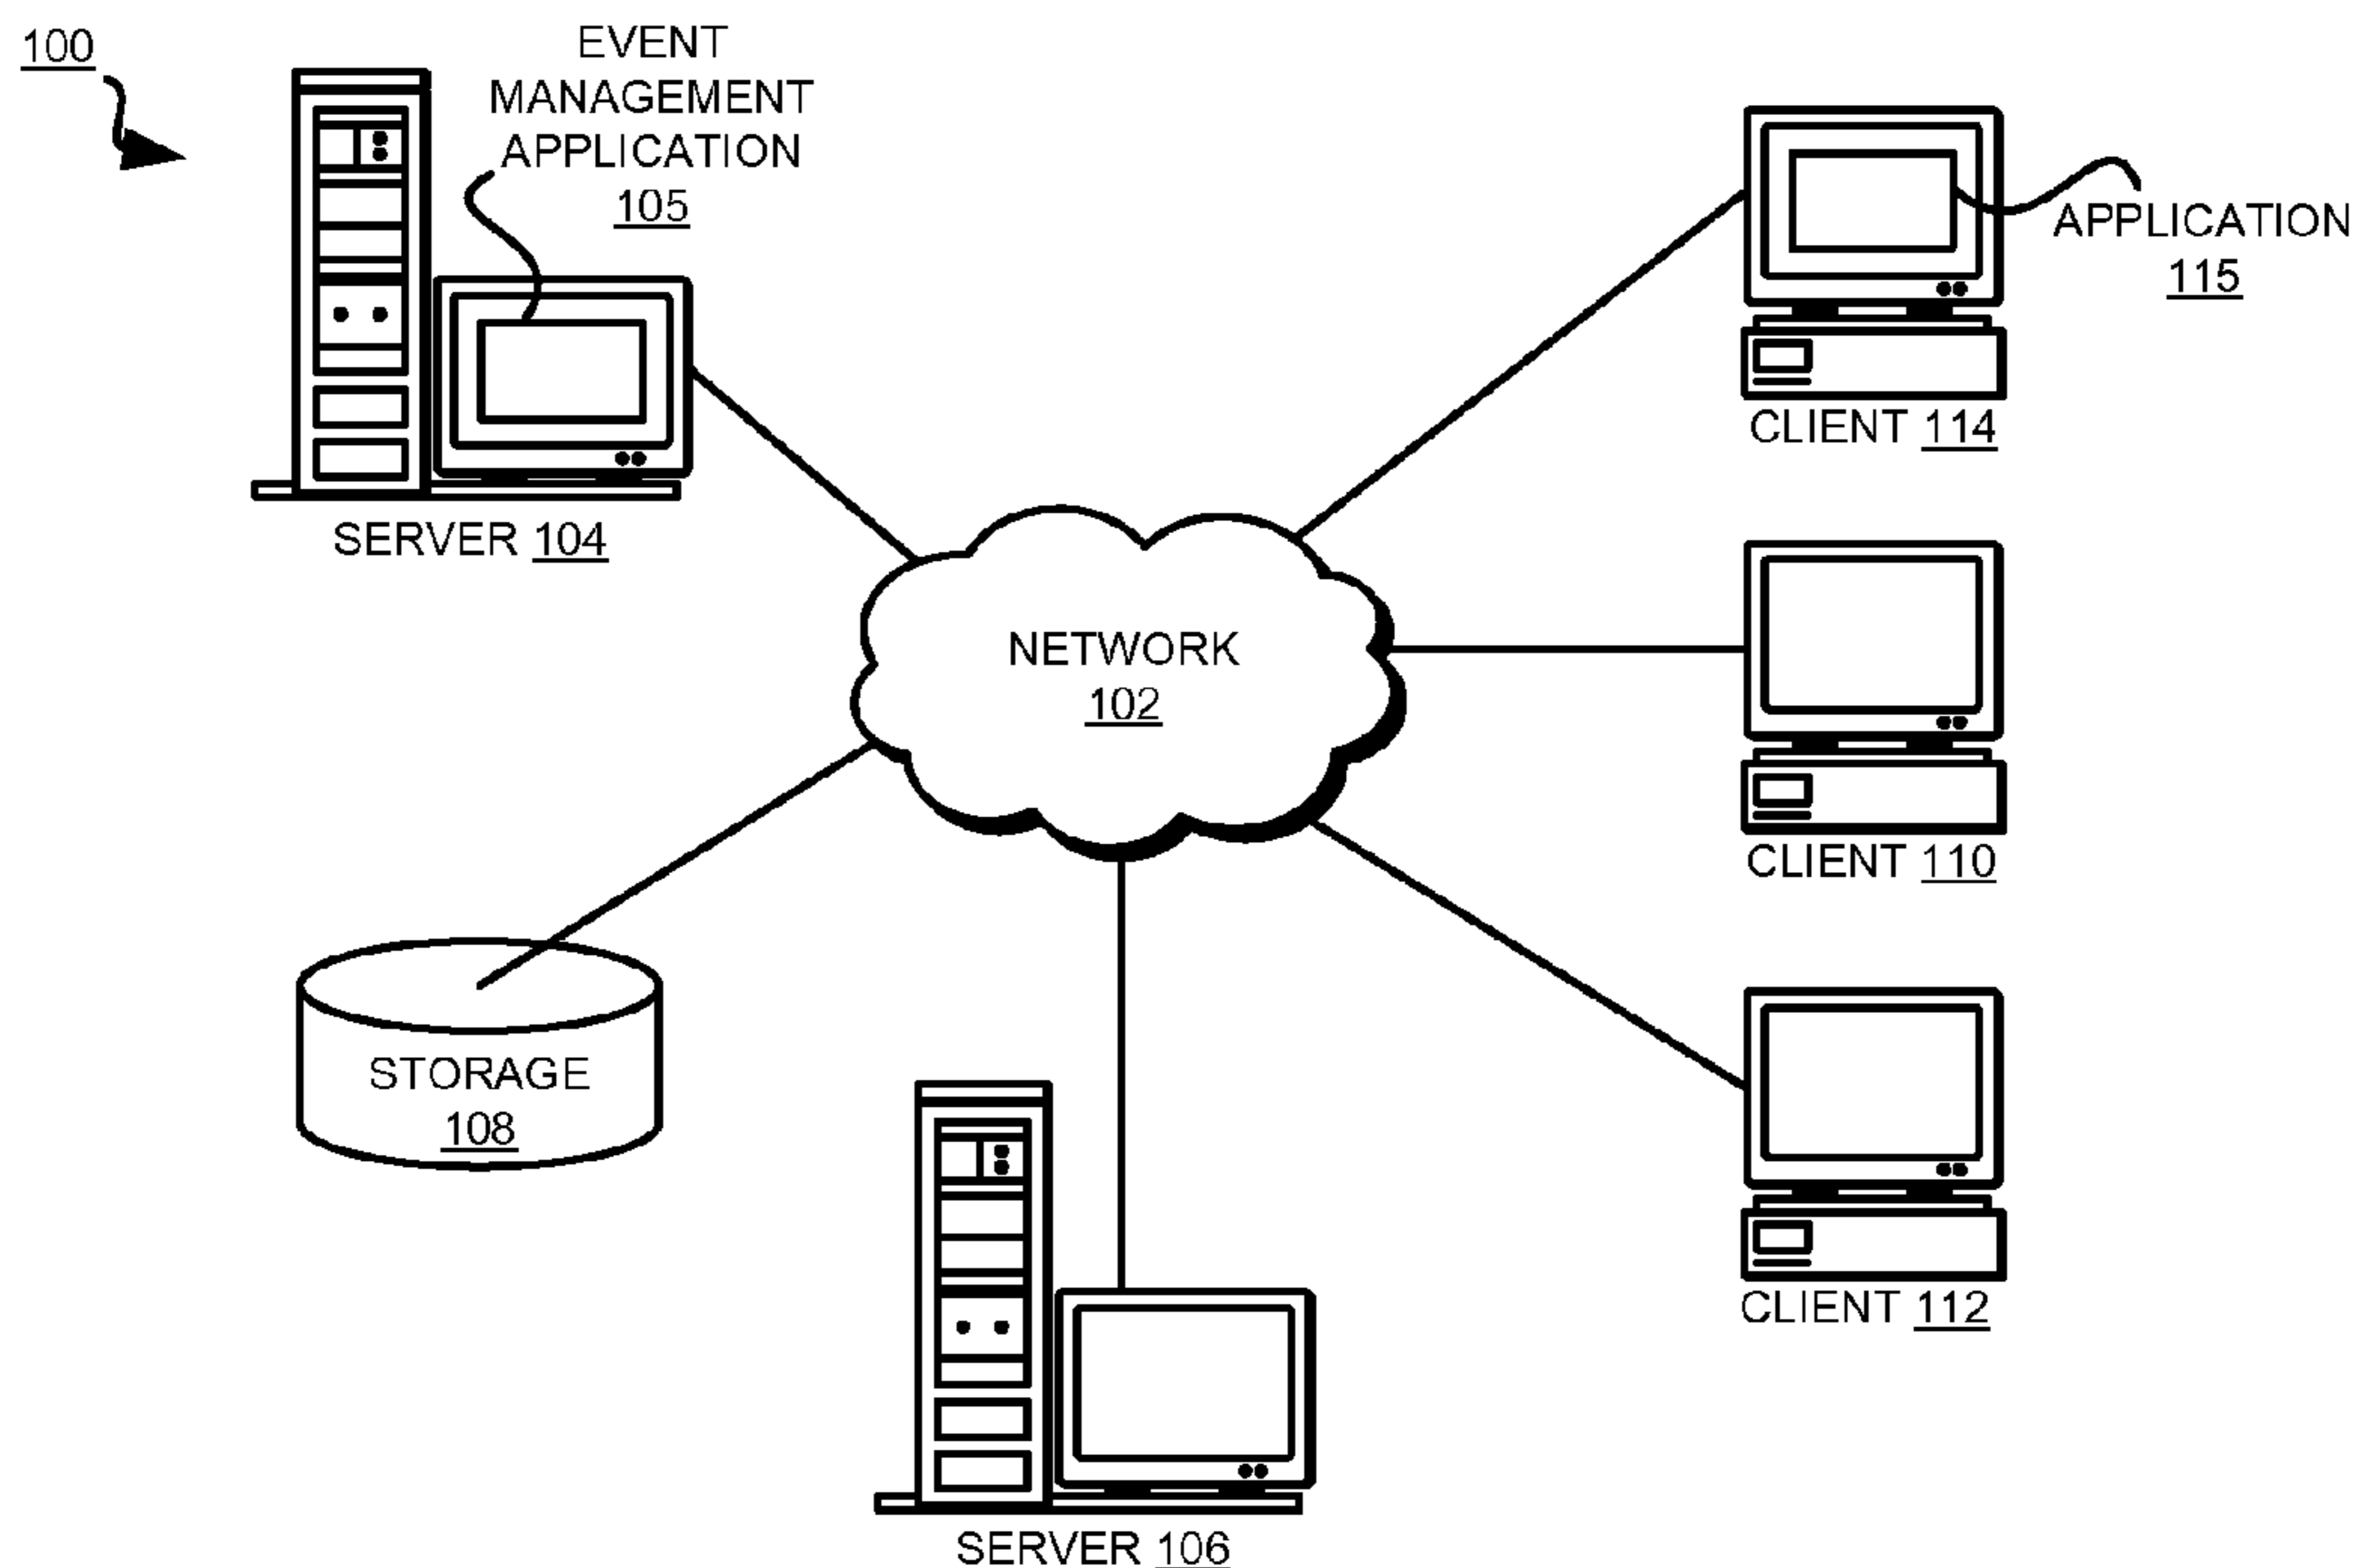 100
EVENT
MANAGEMENT
APPLICATION
105
SERVER 104
APPLICATION
115
CLIENT 114
NETWORK
102
CLIENT 110
STORAGE
108
CLIENT 112
SERVER 106